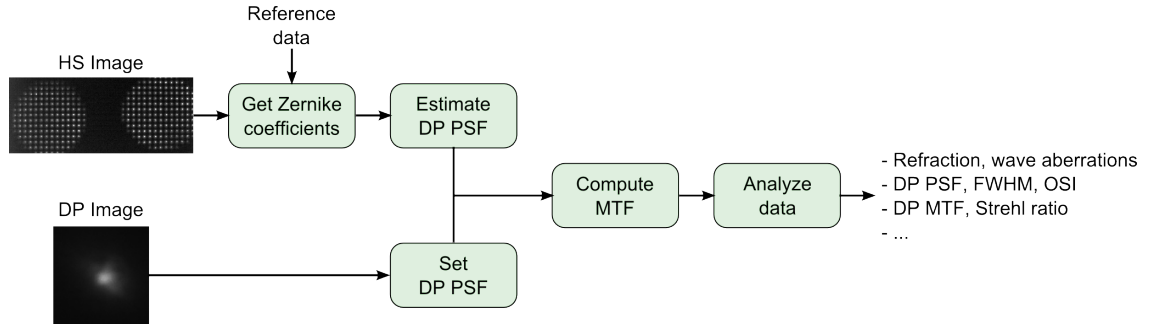 Reference
data
HS Image
Get Zernike
coefficients
Estimate
DP PSF
Compute
MTF
Analyze
data
- Refraction, wave aberrations
- DP PSF, FWHM, OSI
- DP MTF, Strehl ratio
- ...
DP Image
Set
DP PSF